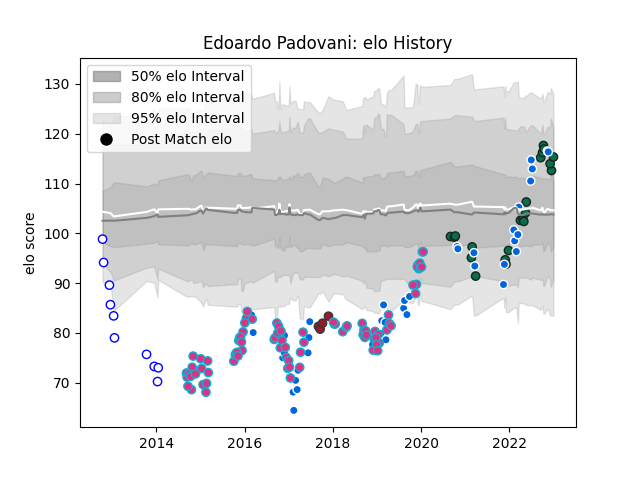 Edoardo Padovani: elo History
50% elo Interval
80% elo Interval
95% elo Interval
Post Match elo
elo score
130
120
110
100
90
80
70
2014
2016
2018
2020
2022